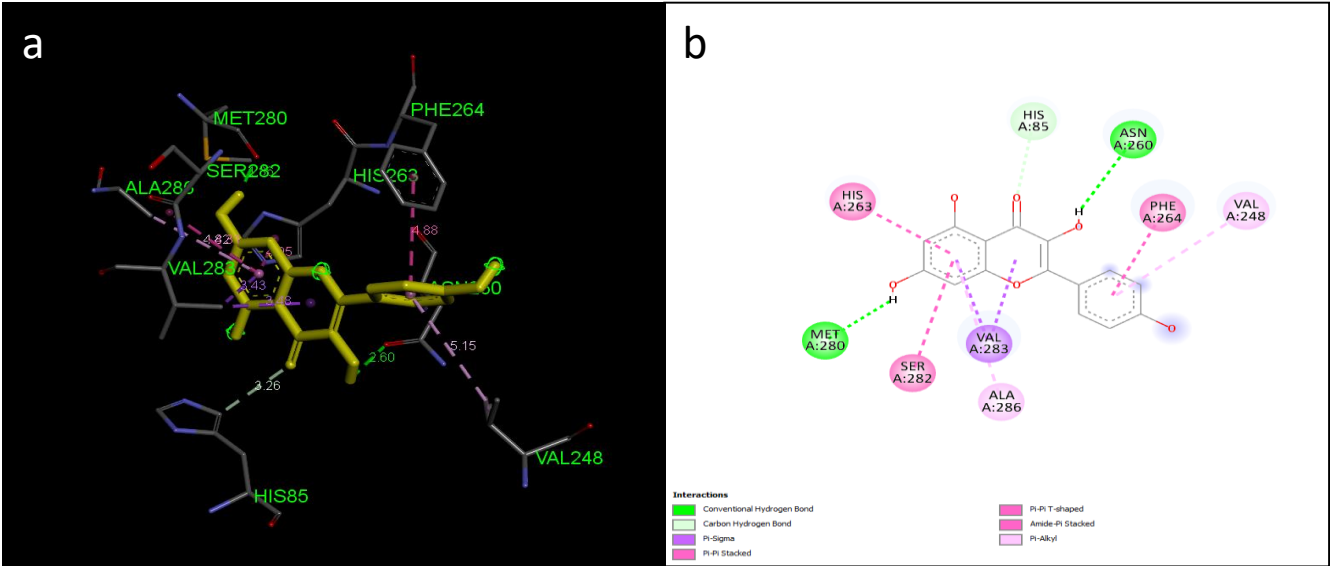 a
MET280
PHE264
SER282
ALA286
HIS263
4.82
4.88
VAL283
3.43
3.48
ASN260
2.60
5.15
3.26
VAL248
HIS85
b
HIS
A:85
ASN
A:260
HIS
A:263
PHE
A:264
VAL
A:248
O
O
H
O
O
H
O
O
MET
A:280
VAL
A:283
SER
A:282
ALA
A:286
Interactions
Conventional Hydrogen Bond
Carbon Hydrogen Bond
Pi-Sigma
Pi-Pi Stacked
Pi-Pi T-shaped
Amide-Pi Stacked
Pi-Alkyl